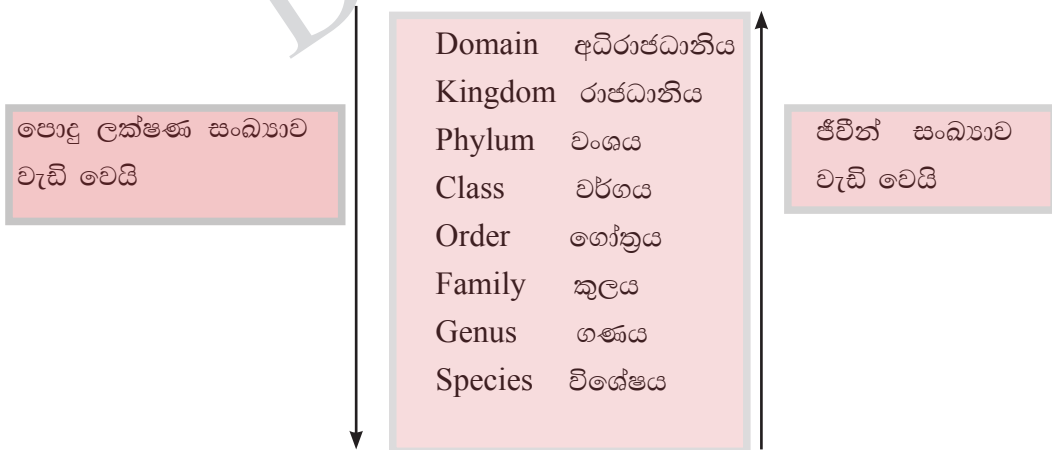 පොදු ලක්ෂණ සංඛ්‍යාව
වැඩි වෙයි
Domain අධිරාජධානිය
Kingdom රාජධානිය
Phylum වංශය
Class වර්ගය
Order ගෝත්‍රය
Family කුලය
Genus ගණය
Species විශේෂය
ජීවීන් සංඛ්‍යාව
වැඩි වෙයි